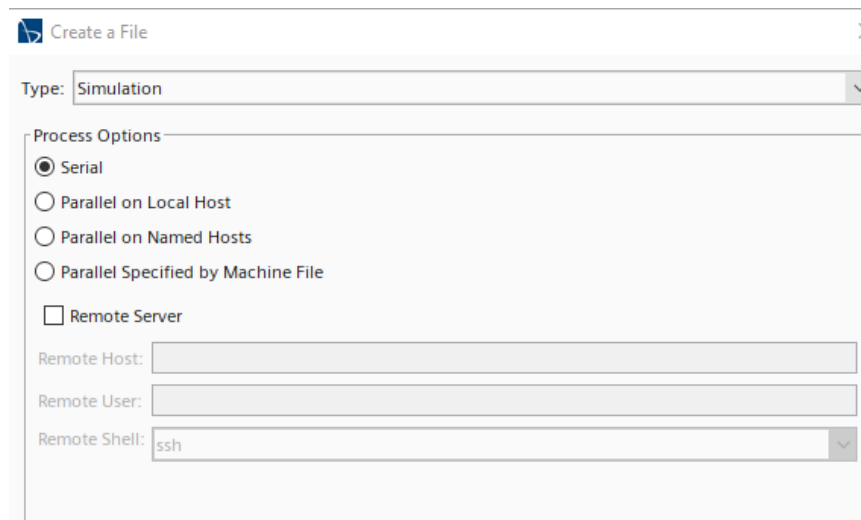 Create a File
Type: Simulation
Process Options
Serial
Parallel on Local Host
Parallel on Named Hosts
Parallel Specified by Machine File
Remote Server
Remote Host:
Remote User:
Remote Shell: ssh